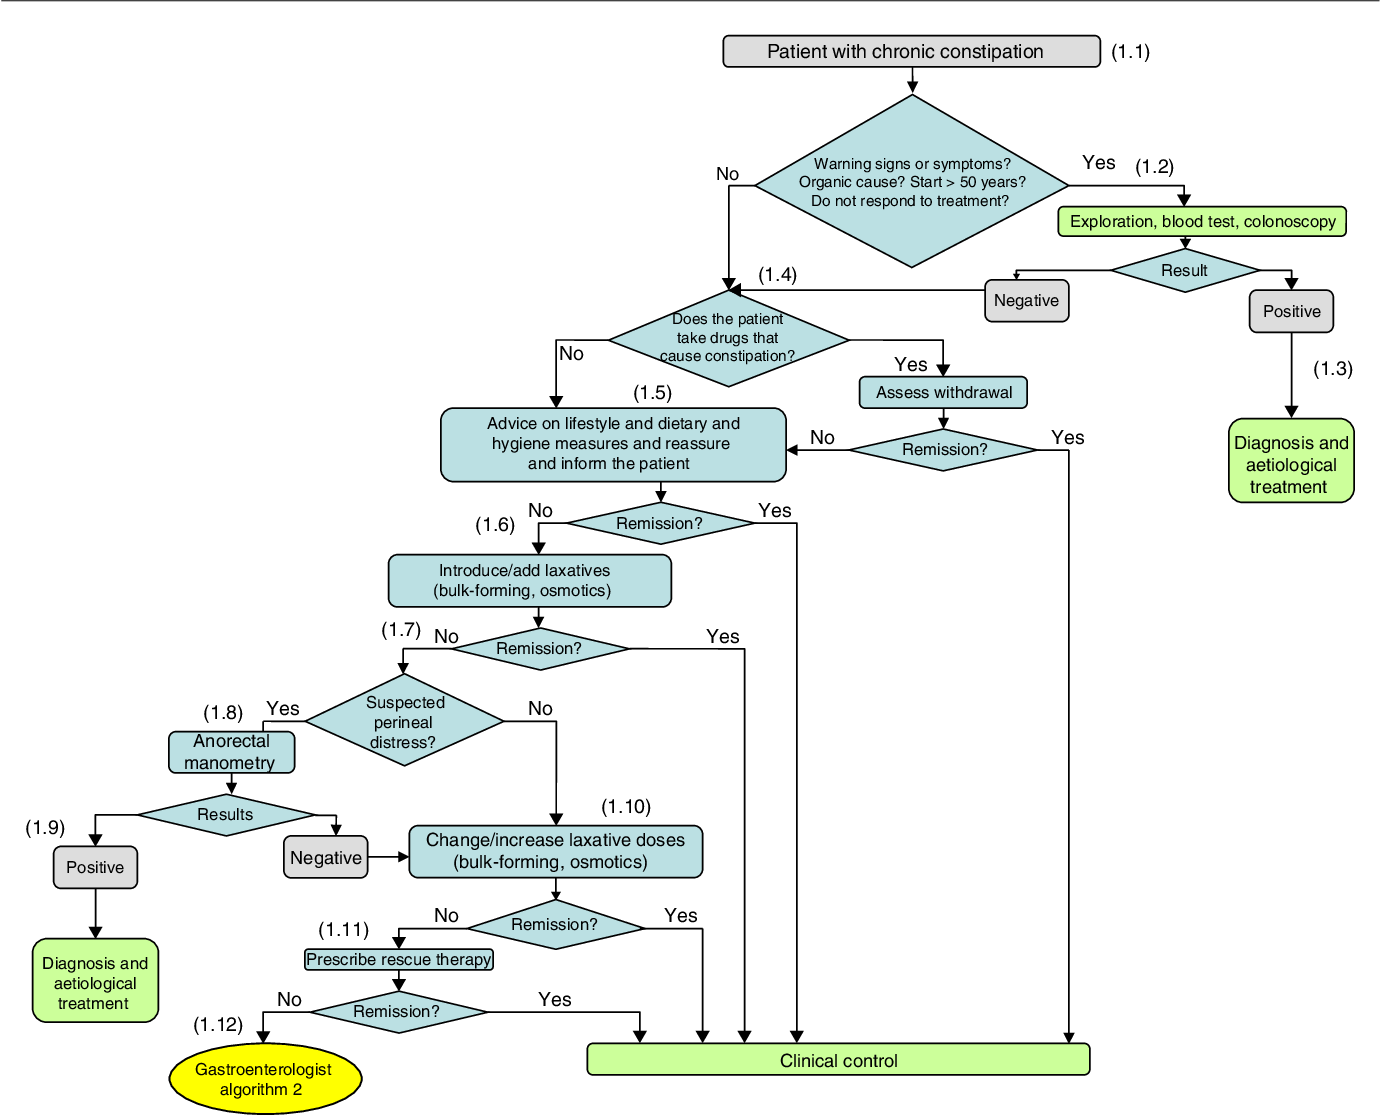 Patient with chronic constipation
(1.1)
Warning signs or symptoms?
Organic cause? Start > 50 years?
Do not respond to treatment?
No
Yes
(1.2)
Exploration, blood test, colonoscopy
Result
Negative
Positive
(1.3)
Diagnosis and
aetiological
treatment
(1.4)
Does the patient
take drugs that
cause constipation?
No
Yes
Assess withdrawal
Remission?
No
Yes
(1.5)
Advice on lifestyle and dietary and
hygiene measures and reassure
and inform the patient
Remission?
No
Yes
(1.6)
Introduce/add laxatives
(bulk-forming, osmotics)
Remission?
No
Yes
(1.7)
Suspected
perineal
distress?
Yes
No
(1.8)
Anorectal
manometry
Results
(1.9)
Positive
Negative
Diagnosis and
aetiological
treatment
(1.10)
Change/increase laxative doses
(bulk-forming, osmotics)
Remission?
No
Yes
(1.11)
Prescribe rescue therapy
Remission?
No
Yes
(1.12)
Gastroenterologist
algorithm 2
Clinical control